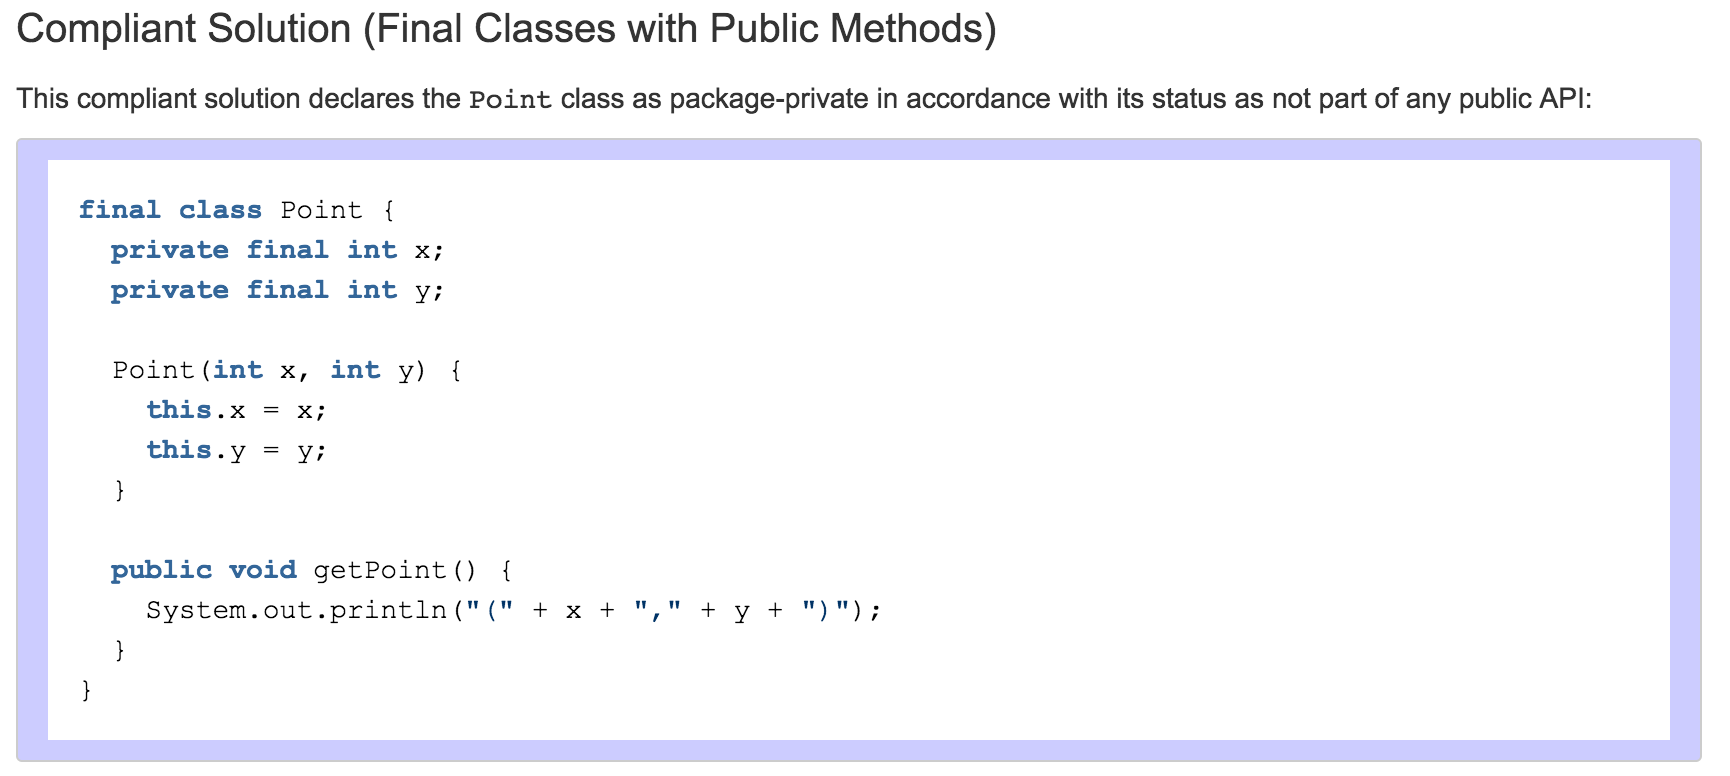 Compliant Solution (Final Classes with Public Methods)
This compliant solution declares the Point class as package-private in accordance with its status as not part of any public API:
final class Point {
  private final int x;
  private final int y;

  Point(int x, int y) {
    this.x = x;
    this.y = y;
  }

  public void getPoint() {
    System.out.println("(" + x + "," + y + ")");
  }
}